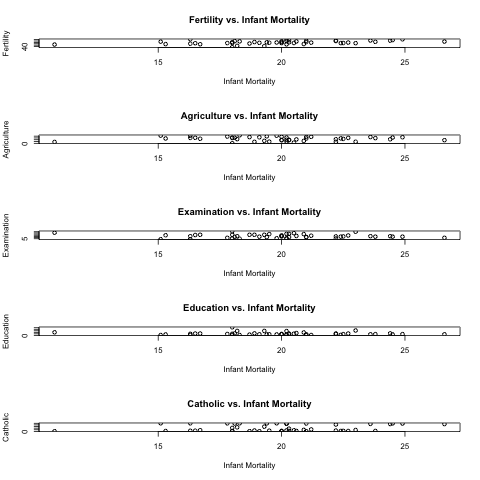 Fertility vs. Infant Mortality
Fertility
40
15 20 25
Infant Mortality
Agriculture vs. Infant Mortality
Agriculture
0
15 20 25
Infant Mortality
Examination vs. Infant Mortality
Examination
5
15 20 25
Infant Mortality
Education vs. Infant Mortality
Education
0
15 20 25
Infant Mortality
Catholic vs. Infant Mortality
Catholic
0
15 20 25
Infant Mortality